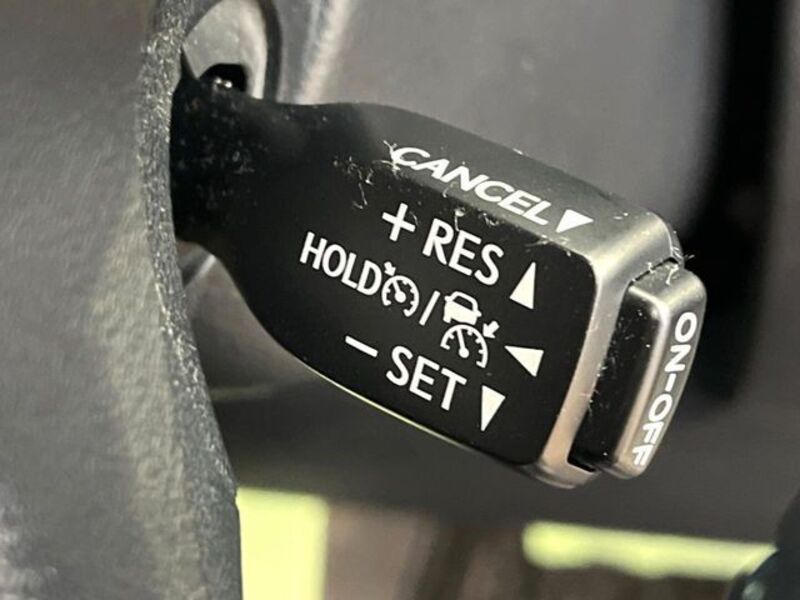 CANCEL▼
+ RES ▲
HOLD / ◀
− SET ▼
ON-OFF